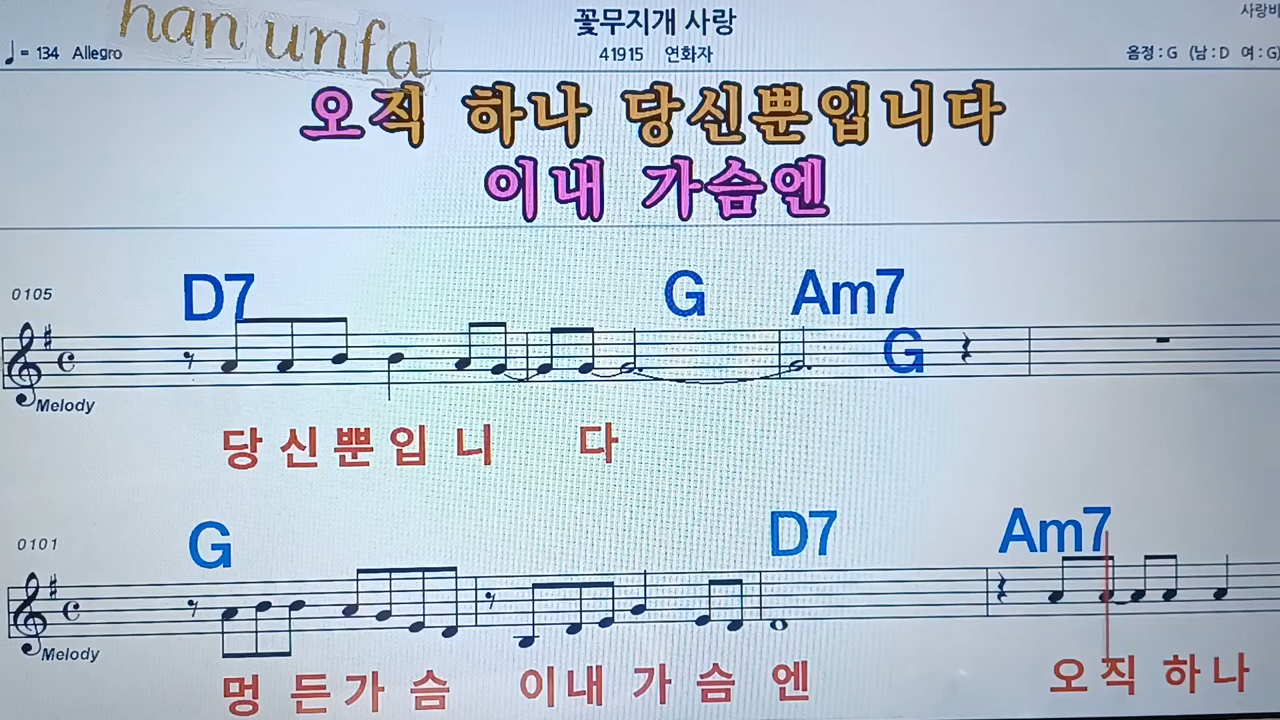 han unfa
꽃무지개 사랑
사랑비
♩= 134 Allegro
41915 연화자
음정 : G (남 : D 여 : G)
오직 하나 당신뿐입니다
이내 가슴엔
D7 G Am7
0105
G
Melody
당 신 뿐 입 니 다
G D7 Am7
0101
Melody
멍 든 가 슴 이 내 가 슴 엔 오 직 하 나